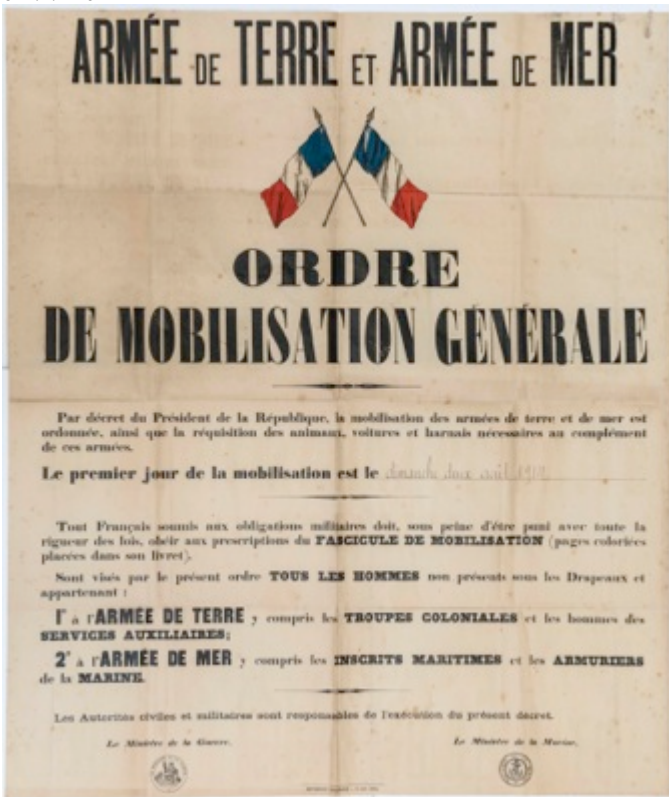 ARMÉE DE TERRE ET ARMÉE DE MER
ORDRE
DE MOBILISATION GÉNÉRALE
Par décret du Président de la République, la mobilisation des armées de terre et de mer est
ordonnée, ainsi que la réquisition des animaux, voitures et harnais nécessaires au complément
de ces armées.
Le premier jour de la mobilisation est le dimanche deux août 1914
Tout Français soumis aux obligations militaires doit, sous peine d'être puni avec toute la
rigueur des lois, obéir aux prescriptions du FASCICULE DE MOBILISATION (pages coloriées
placées dans son livret).
Sont visés par le présent ordre TOUS LES HOMMES non présents sous les Drapeaux et
appartenant :
1° à l'ARMÉE DE TERRE y compris les TROUPES COLONIALES et les hommes des
SERVICES AUXILIAIRES;
2° à l'ARMÉE DE MER y compris les INSCRITS MARITIMES et les ARMURIERS
de la MARINE.
Les Autorités civiles et militaires sont responsables de l'exécution du présent décret.
Le Ministre de la Guerre, Le Ministre de la Marine,